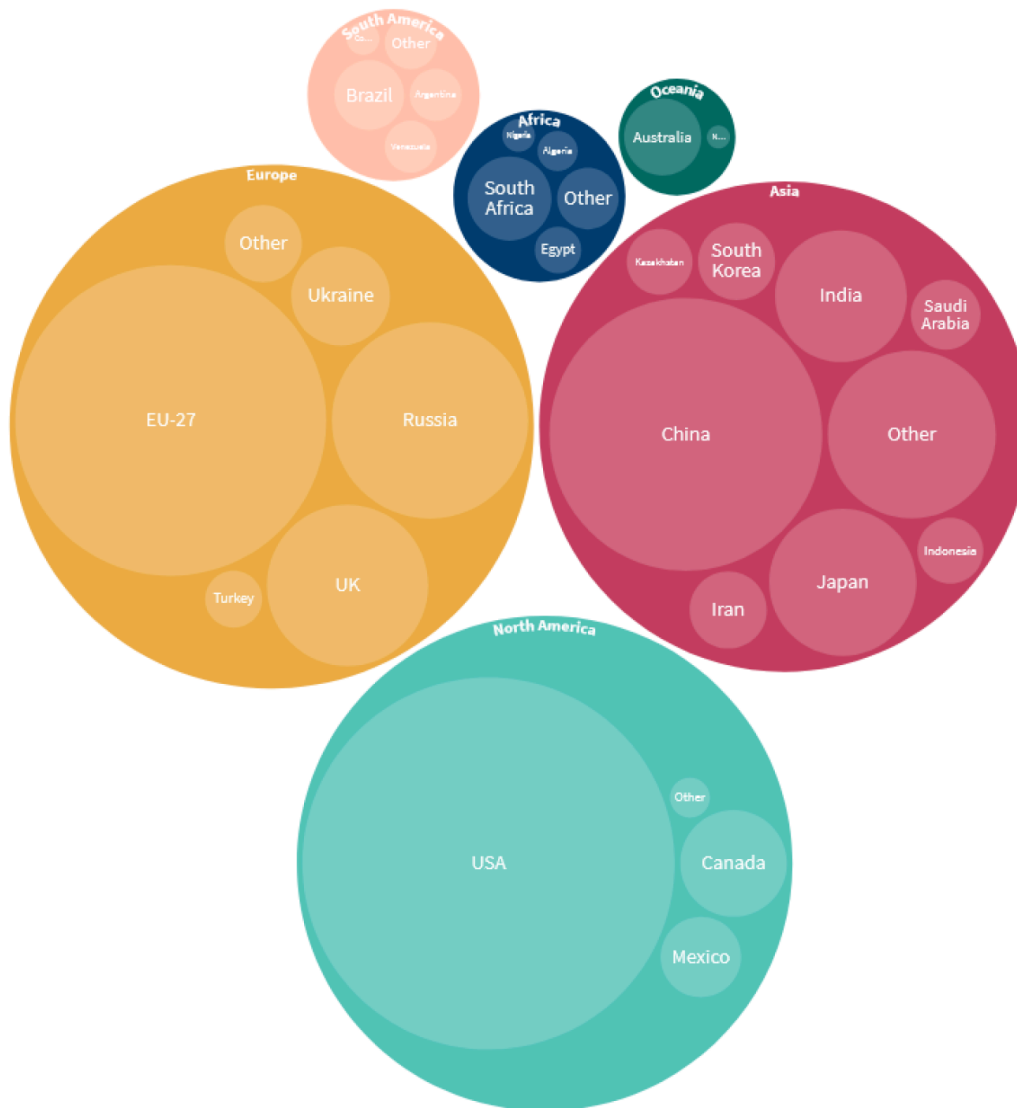 South America
Co...
Other
Brazil
Argentina
Venezuela
Africa
Nigeria
Algeria
South
Africa
Other
Egypt
Oceania
Australia
N...
Europe
Other
Ukraine
EU-27
Russia
UK
Turkey
Asia
Kazakhstan
South
Korea
India
Saudi
Arabia
China
Other
Indonesia
Japan
Iran
North America
USA
Other
Canada
Mexico